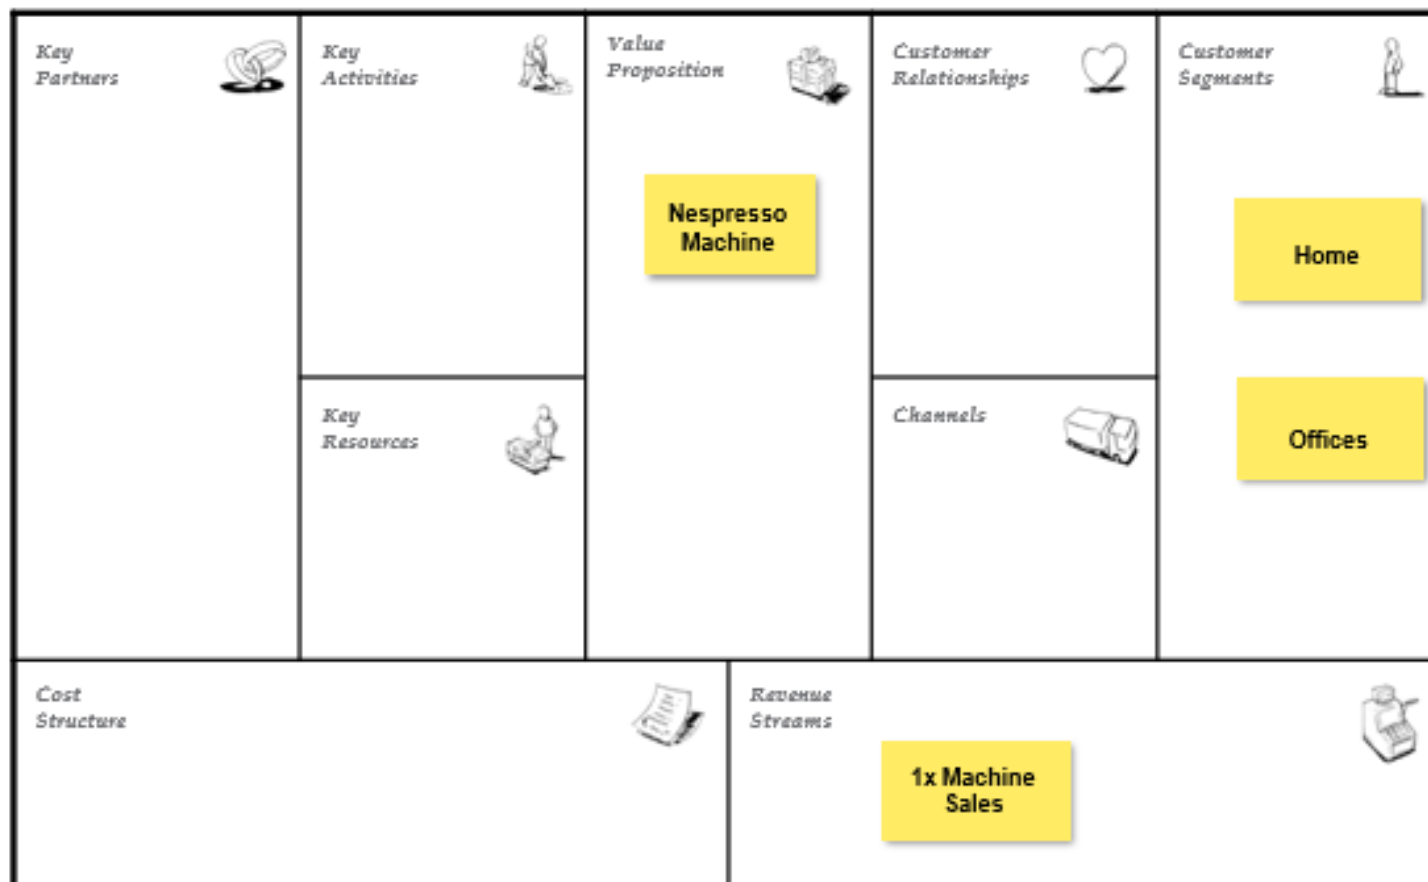 Key
Partners
Key
Activities
Value
Proposition
Customer
Relationships
Customer
Segments
Nespresso
Machine
Home
Key
Resources
Channels
Offices
Cost
Structure
Revenue
Streams
1x Machine
Sales